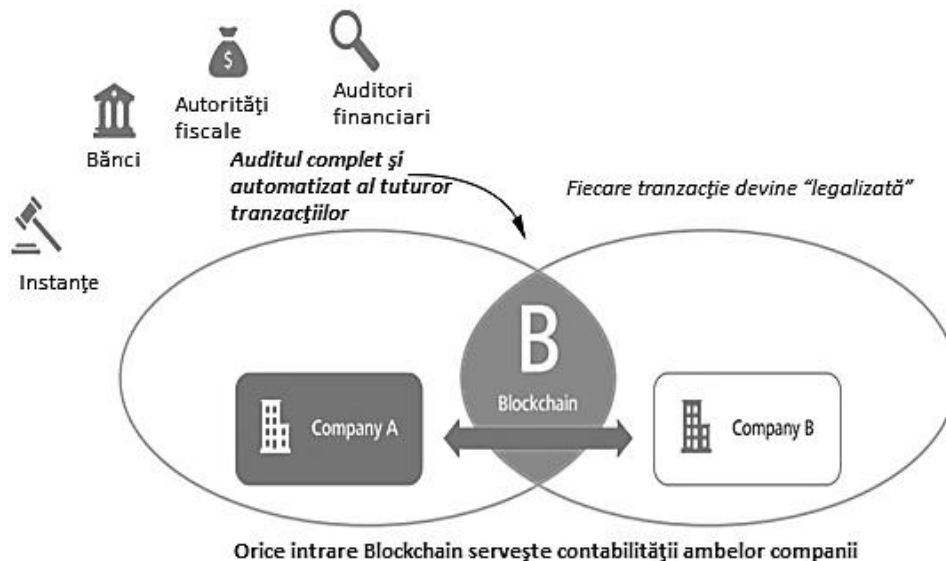 $
Auditori
financiari
Autorităţi
fiscale
Bănci
Auditul complet şi
automatizat al tuturor
tranzacţiilor
Fiecare tranzacţie devine “legalizată”
Instanţe
B
Blockchain
Company A
Company B
Orice intrare Blockchain serveşte contabilităţii ambelor companii